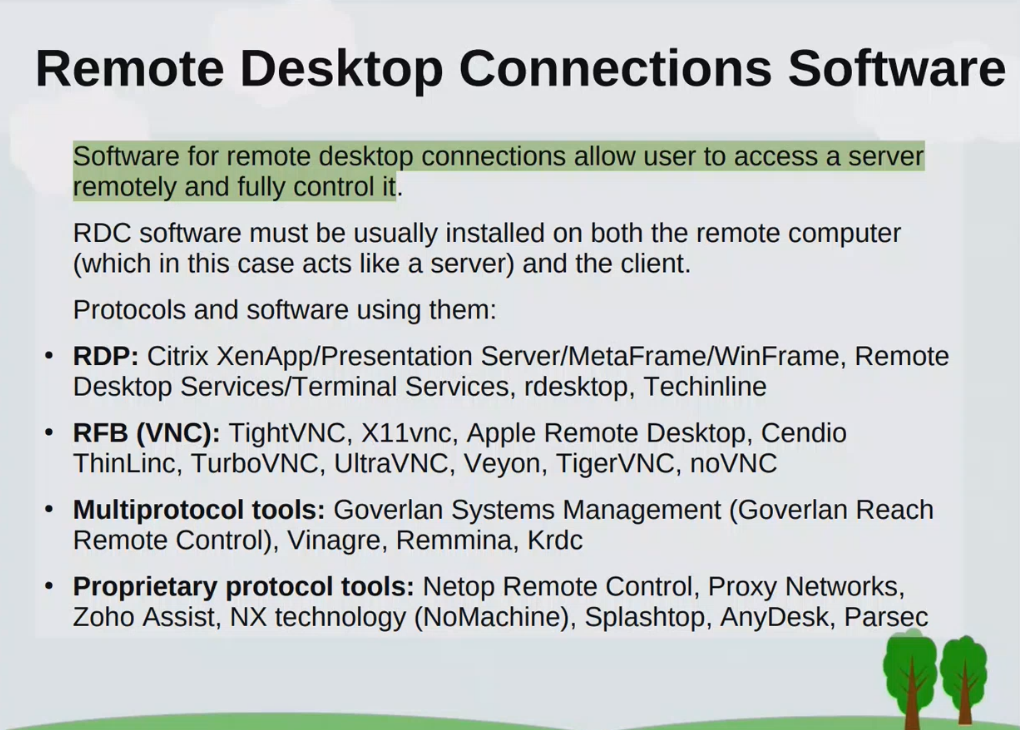 Remote Desktop Connections Software
Software for remote desktop connections allow user to access a server
remotely and fully control it.
RDC software must be usually installed on both the remote computer
(which in this case acts like a server) and the client.
Protocols and software using them:
• RDP: Citrix XenApp/Presentation Server/MetaFrame/WinFrame, Remote
Desktop Services/Terminal Services, rdesktop, Techinline
• RFB (VNC): TightVNC, X11vnc, Apple Remote Desktop, Cendio
ThinLinc, TurboVNC, UltraVNC, Veyon, TigerVNC, noVNC
• Multiprotocol tools: Goverlan Systems Management (Goverlan Reach
Remote Control), Vinagre, Remmina, Krdc
• Proprietary protocol tools: Netop Remote Control, Proxy Networks,
Zoho Assist, NX technology (NoMachine), Splashtop, AnyDesk, Parsec